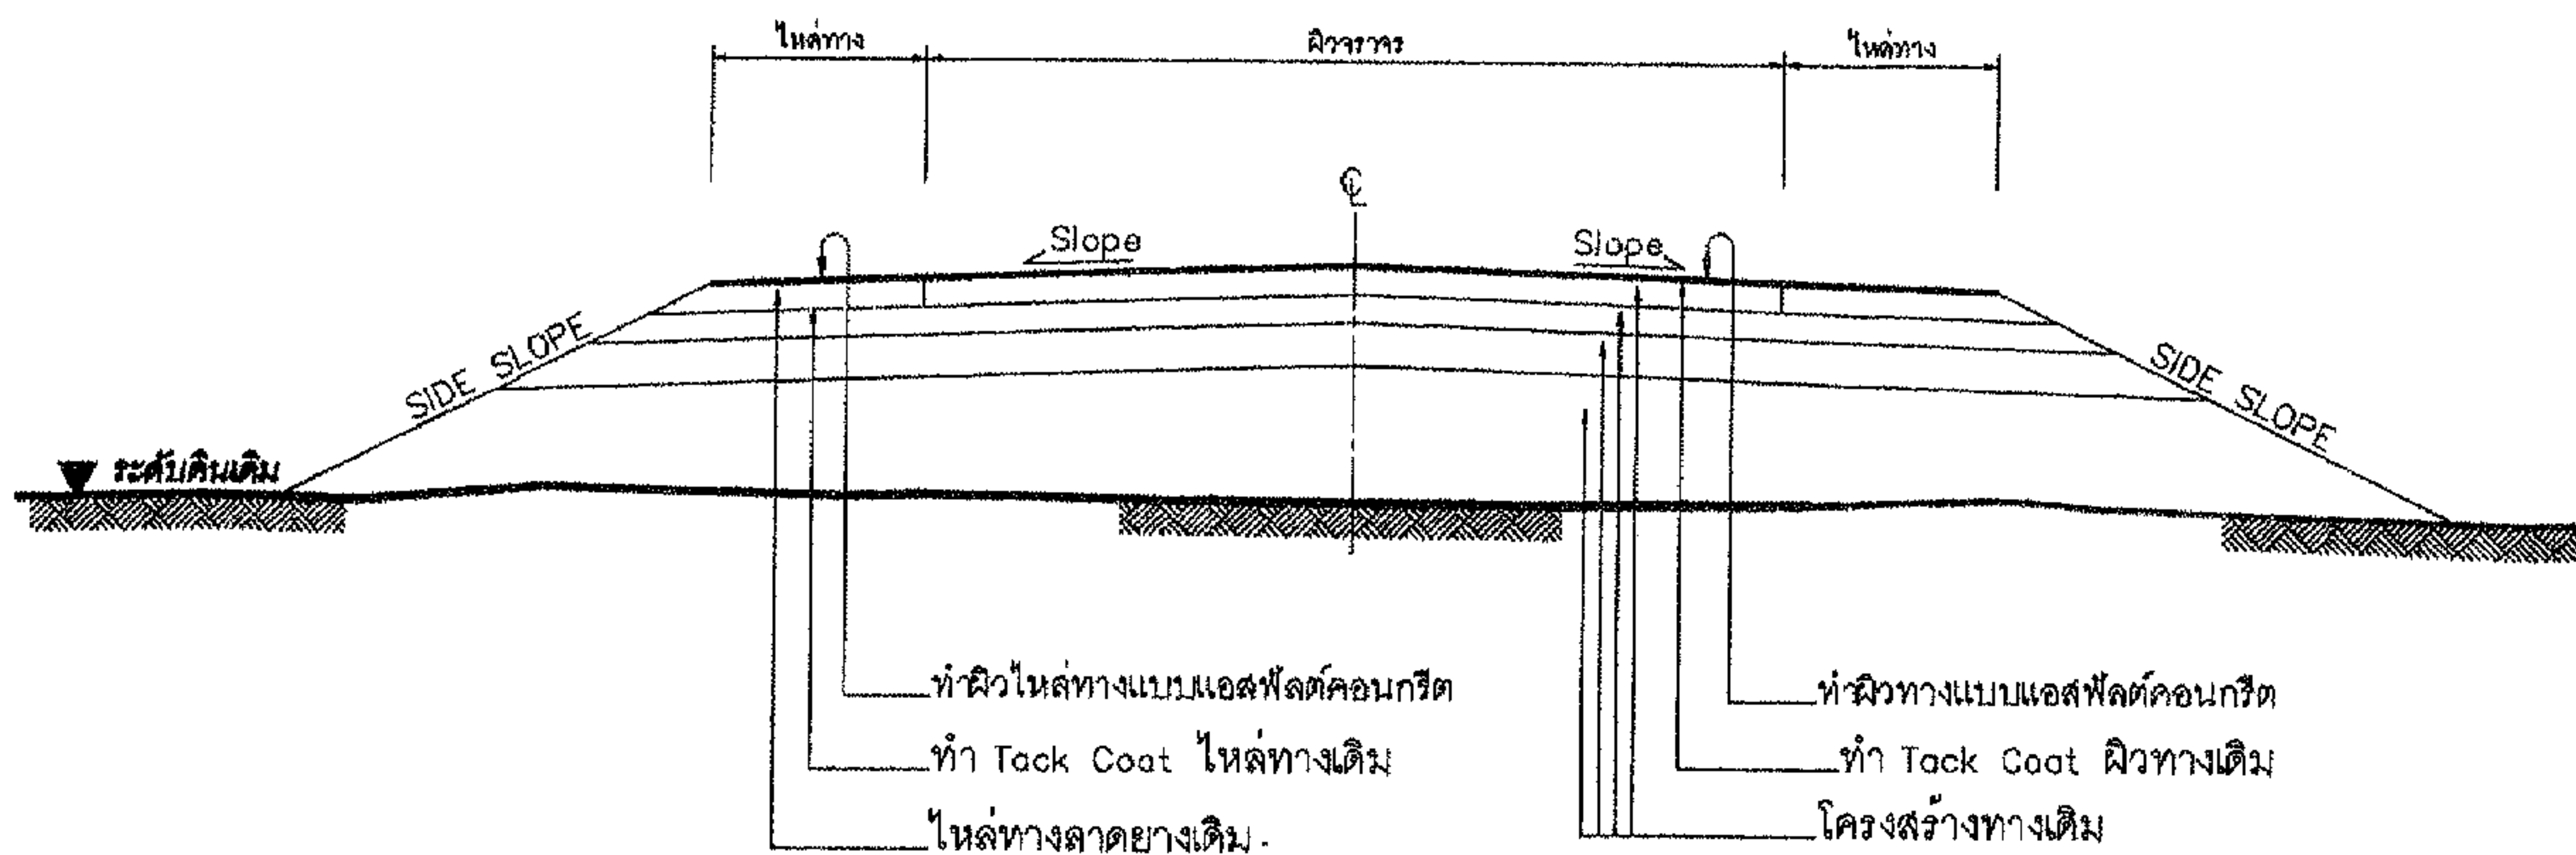 ไหล่ทาง ผิวจราจร ไหล่ทาง
℄
Slope Slope
SIDE SLOPE SIDE SLOPE
ระดับดินเดิม
ทำผิวไหล่ทางแบบแอสฟัลต์คอนกรีต ทำผิวทางแบบแอสฟัลต์คอนกรีต
ทำ Tack Coat ไหล่ทางเดิม ทำ Tack Coat ผิวทางเดิม
ไหล่ทางลาดยางเดิม. โครงสร้างทางเดิม